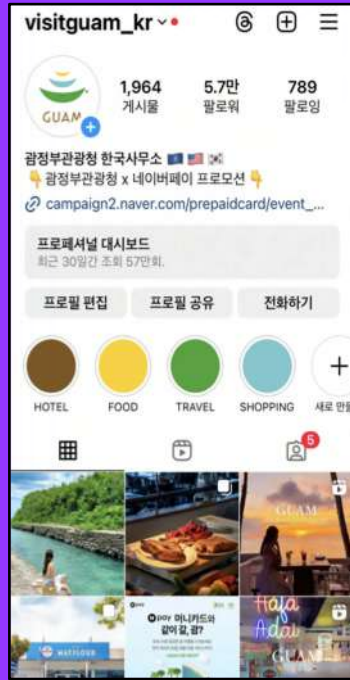 visitguam_kr
GUAM
1,964
게시물
5.7만
팔로워
789
팔로잉
괌정부관광청 한국사무소 🇬🇺 🇺🇸 🇰🇷
👇괌정부관광청 x 네이버페이 프로모션👇
campaign2.naver.com/prepaidcard/event_...
프로페셔널 대시보드
최근 30일간 조회 57만회.
프로필 편집
프로필 공유
전화하기
HOTEL
FOOD
TRAVEL
SHOPPING
새로 만들
5
GUAM
pay 머니카드와
같이 갈, 괌?
Hafa
Adai
GUAM